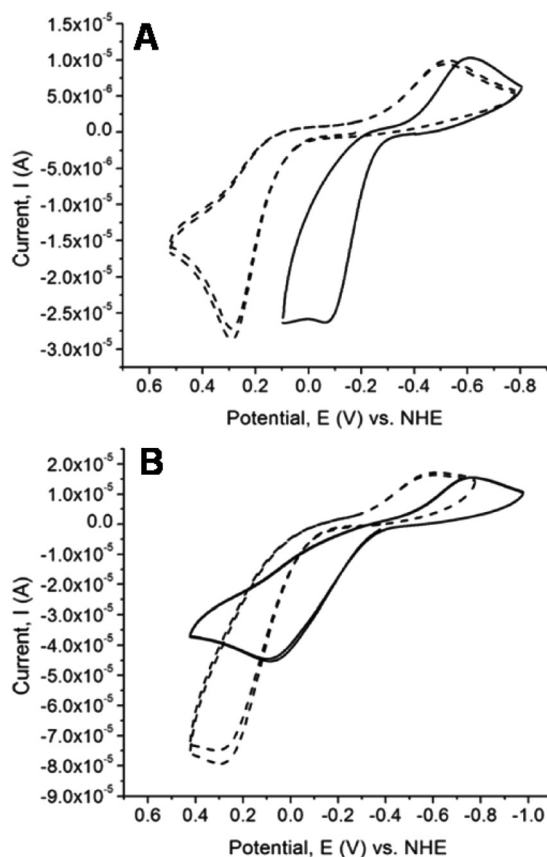 A
1.5x10⁻⁵
1.0x10⁻⁵
5.0x10⁻⁶
0.0
-5.0x10⁻⁶
-1.0x10⁻⁵
-1.5x10⁻⁵
-2.0x10⁻⁵
-2.5x10⁻⁵
-3.0x10⁻⁵
Current, I (A)
0.6 0.4 0.2 0.0 -0.2 -0.4 -0.6 -0.8
Potential, E (V) vs. NHE
B
2.0x10⁻⁵
1.0x10⁻⁵
0.0
-1.0x10⁻⁵
-2.0x10⁻⁵
-3.0x10⁻⁵
-4.0x10⁻⁵
-5.0x10⁻⁵
-6.0x10⁻⁵
-7.0x10⁻⁵
-8.0x10⁻⁵
-9.0x10⁻⁵
Current, I (A)
0.6 0.4 0.2 0.0 -0.2 -0.4 -0.6 -0.8 -1.0
Potential, E (V) vs. NHE